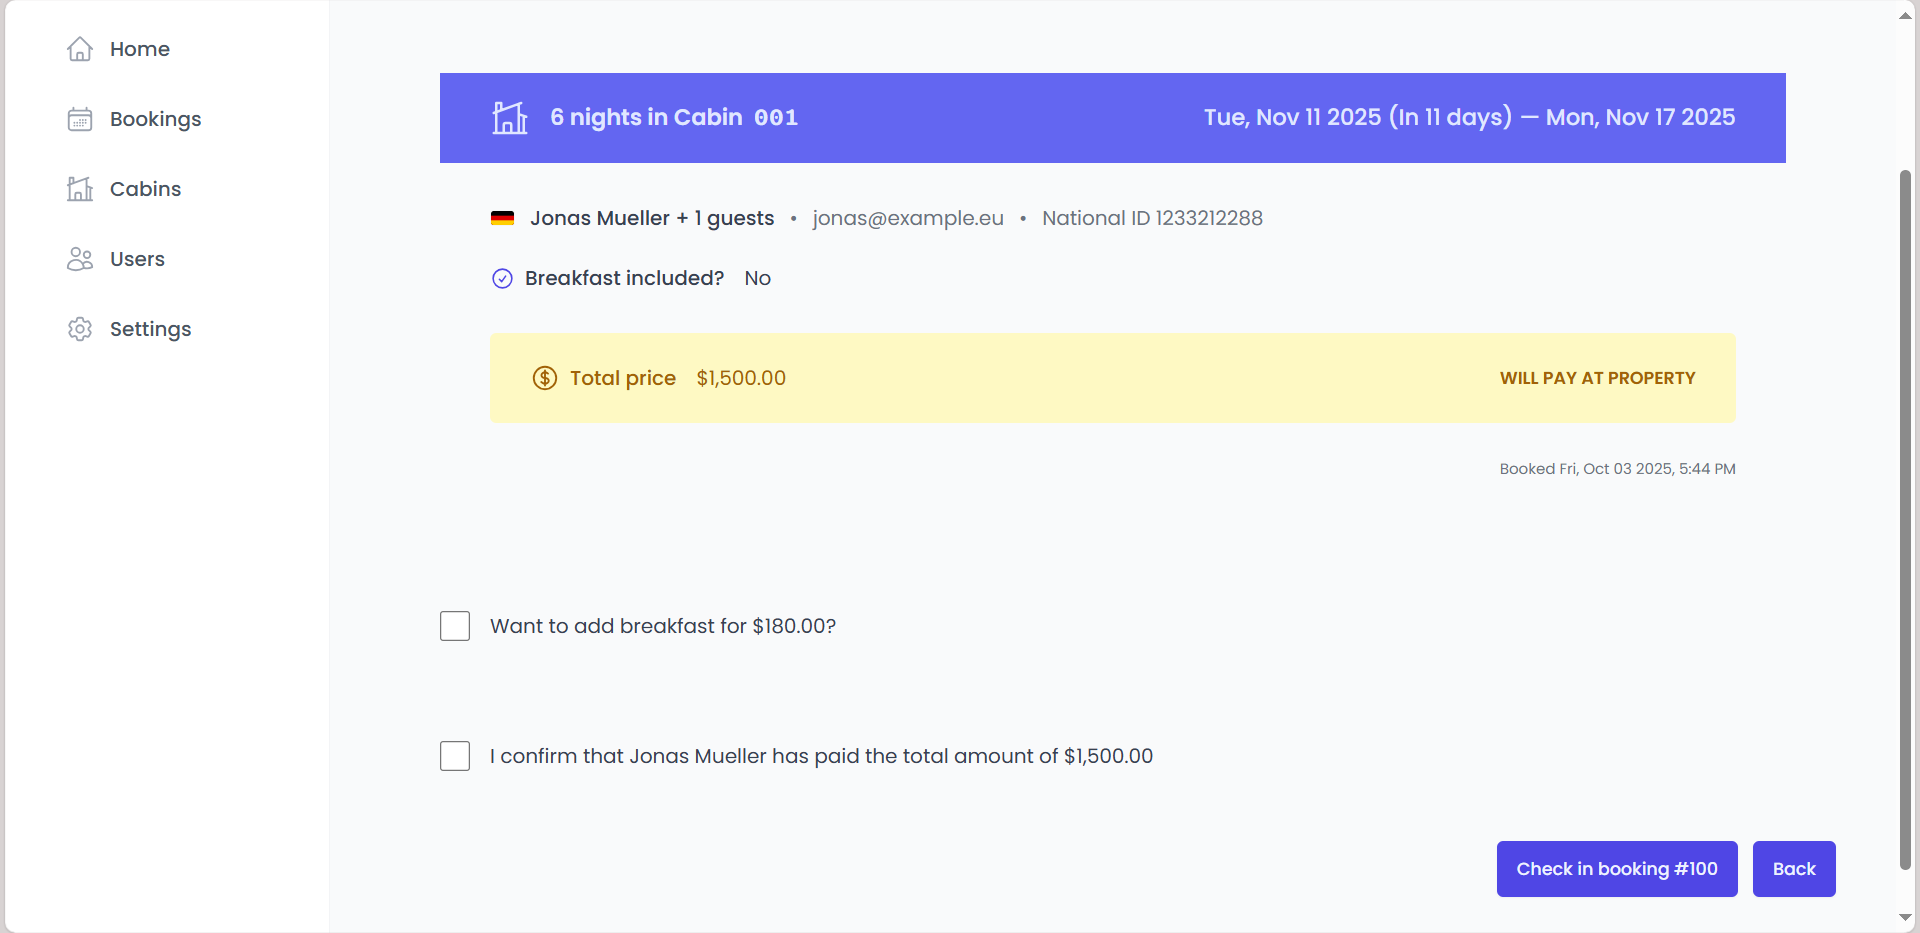 Home
Bookings
Cabins
Users
Settings
6 nights in Cabin 001
Tue, Nov 11 2025 (In 11 days) — Mon, Nov 17 2025
Jonas Mueller + 1 guests • jonas@example.eu • National ID 1233212288
Breakfast included? No
Total price $1,500.00
WILL PAY AT PROPERTY
Booked Fri, Oct 03 2025, 5:44 PM
Want to add breakfast for $180.00?
I confirm that Jonas Mueller has paid the total amount of $1,500.00
Check in booking #100
Back